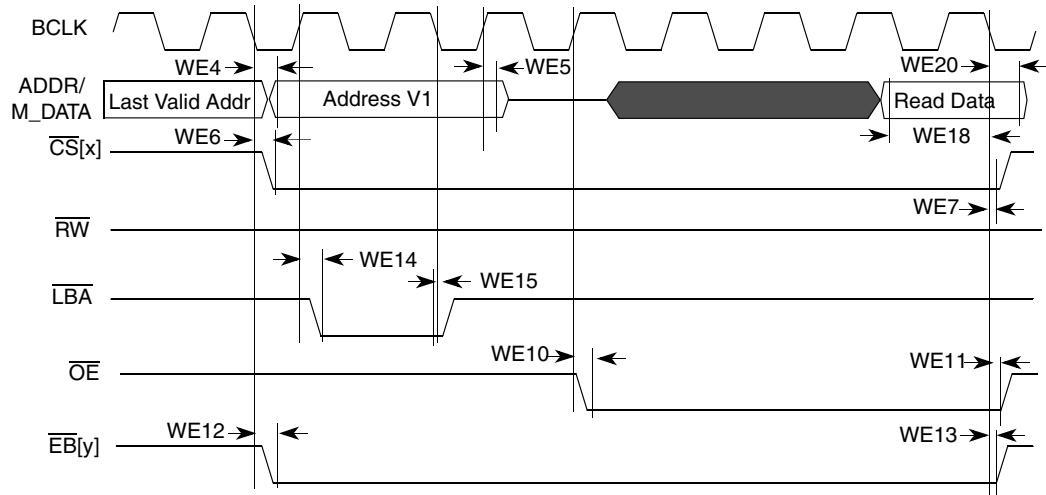 BCLK
WE4
WE5
WE20
ADDR/
M_DATA
Last Valid Addr
Address V1
Read Data
WE6
WE18
CS[x]
WE7
RW
WE14
WE15
LBA
WE10
WE11
OE
WE12
WE13
EB[y]